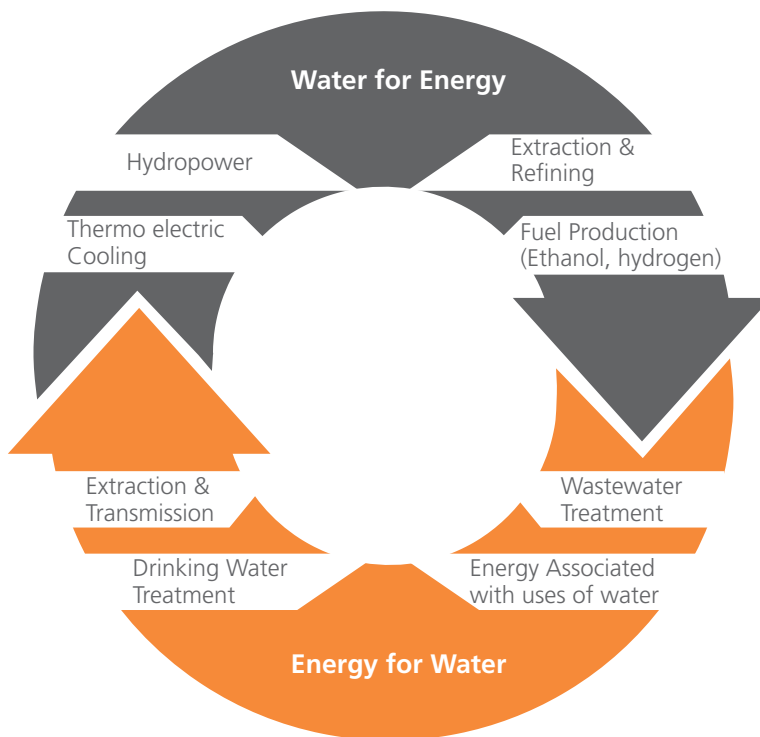 Water for Energy
Hydropower
Extraction &
Refining
Thermo electric
Cooling
Fuel Production
(Ethanol, hydrogen)
Extraction &
Transmission
Wastewater
Treatment
Drinking Water
Treatment
Energy Associated
with uses of water
Energy for Water